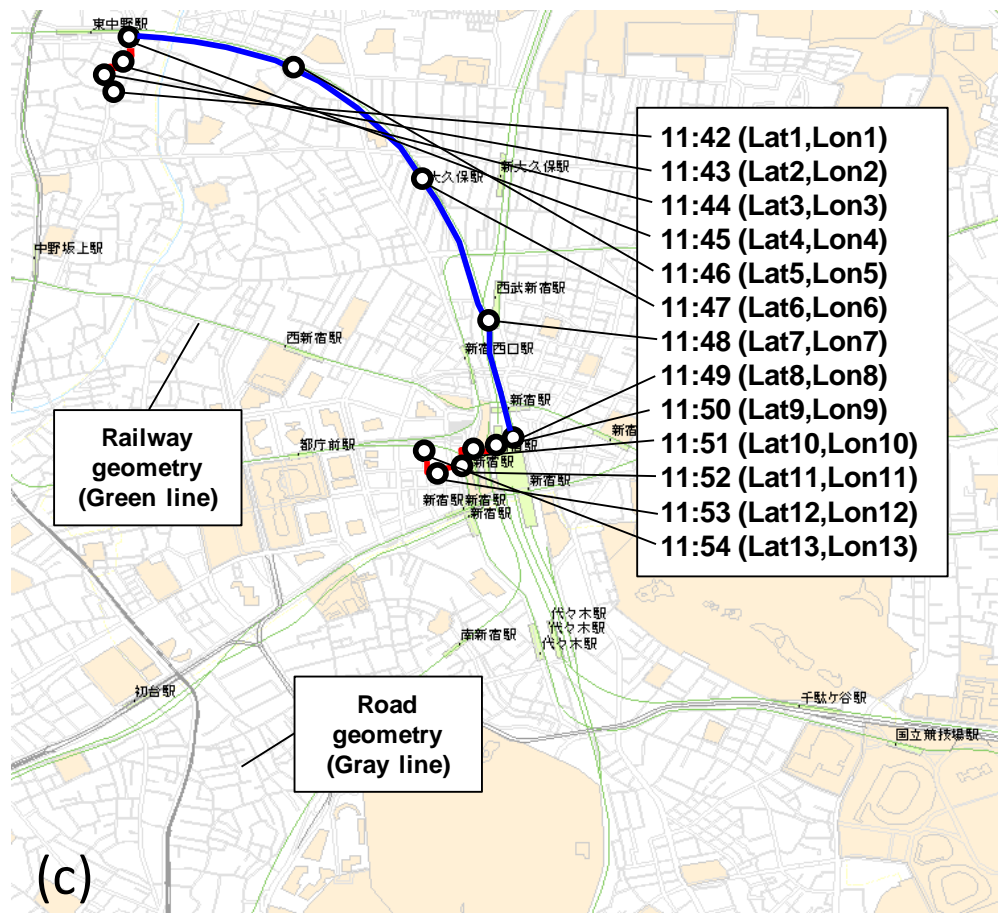 東中野駅
新大久保駅
大久保駅
中野坂上駅
西武新宿駅
西新宿駅
新宿西口駅
新宿駅
都庁前駅
新宿
宿駅
新宿駅
新宿駅
新宿駅新宿駅
新宿駅
代々木駅
代々木駅
代々木駅
南新宿駅
初台駅
千駄ケ谷駅
国立競技場駅
11:42 (Lat1,Lon1)
11:43 (Lat2,Lon2)
11:44 (Lat3,Lon3)
11:45 (Lat4,Lon4)
11:46 (Lat5,Lon5)
11:47 (Lat6,Lon6)
11:48 (Lat7,Lon7)
11:49 (Lat8,Lon8)
11:50 (Lat9,Lon9)
11:51 (Lat10,Lon10)
11:52 (Lat11,Lon11)
11:53 (Lat12,Lon12)
11:54 (Lat13,Lon13)
Railway
geometry
(Green line)
Road
geometry
(Gray line)
(c)